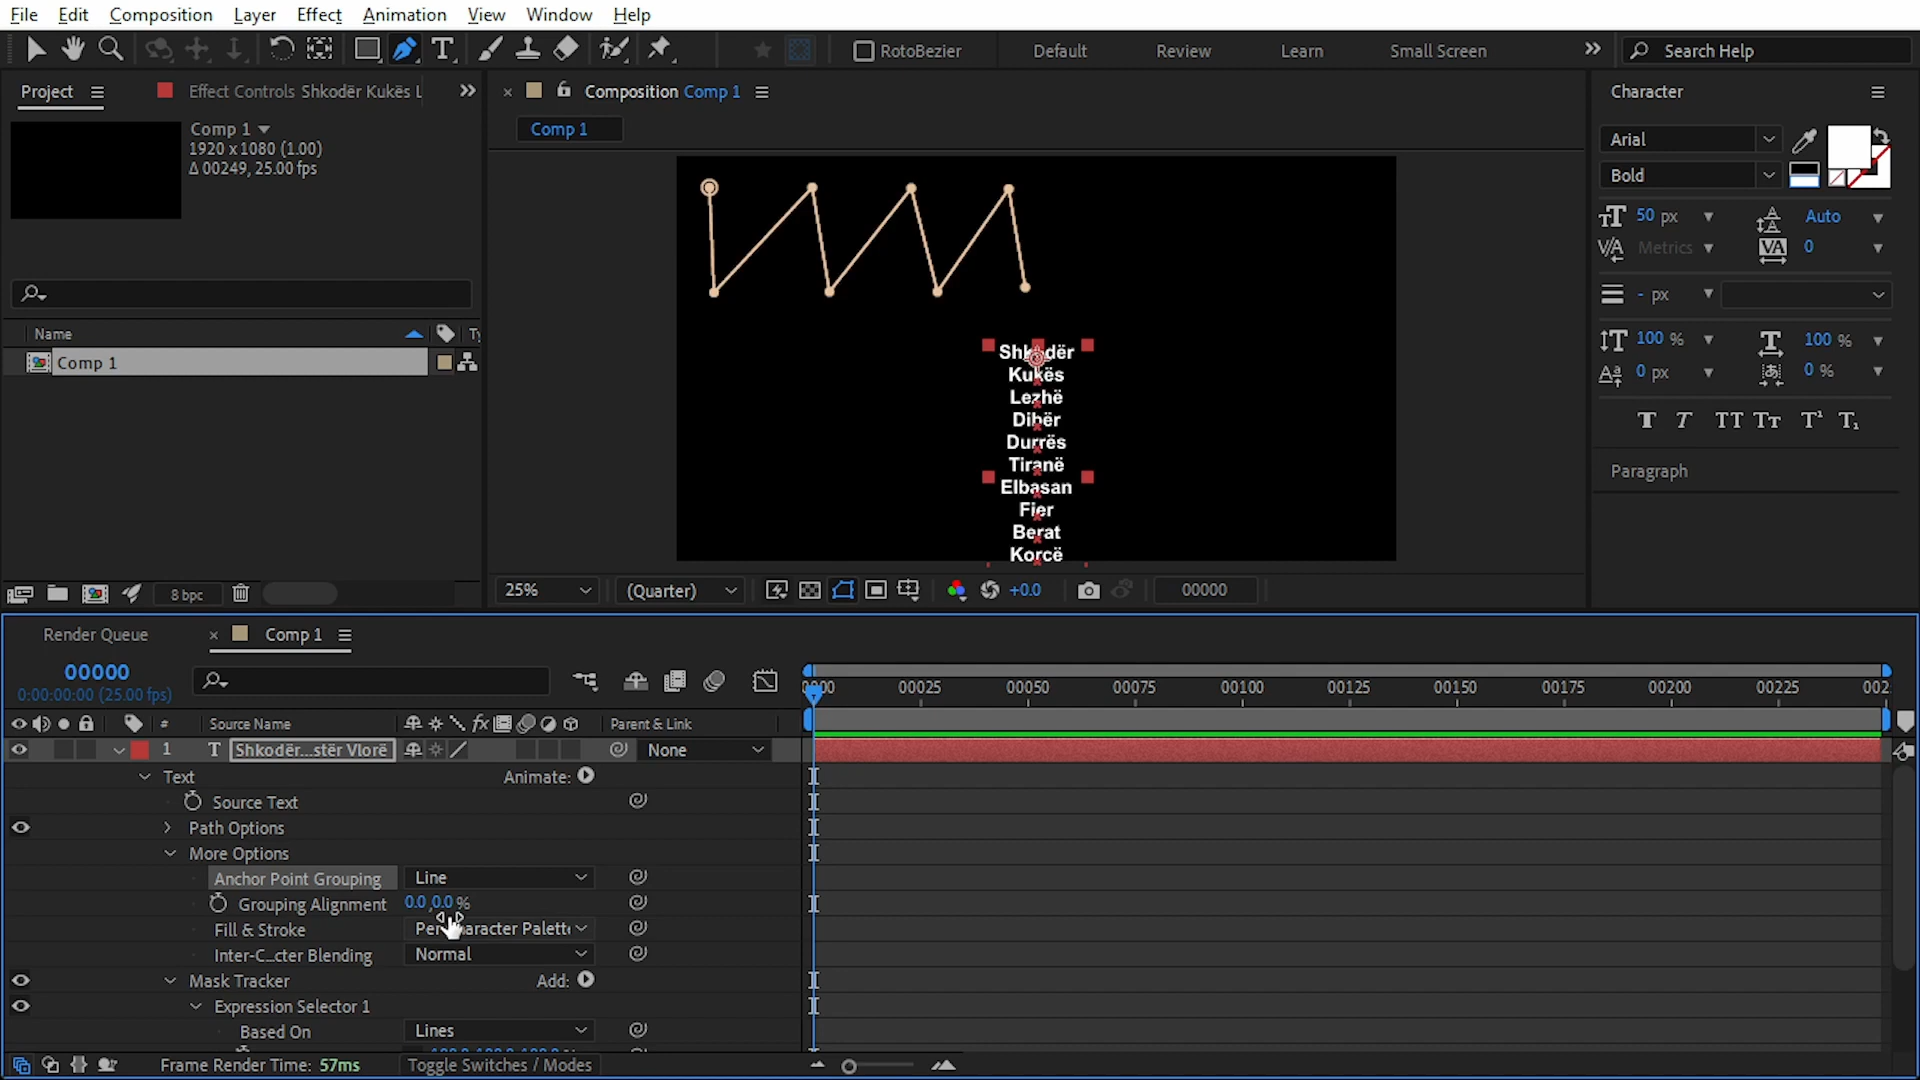 File Edit Composition Layer Effect Animation View Window Help
RotoBezier Default Review Learn Small Screen Search Help
Project Effect Controls Shkodër Kukës L
Comp 1
1920 x 1080 (1.00)
Δ 00249, 25.00 fps
Name
Comp 1
8 bpc
Composition Comp 1
Comp 1
Shkodër
Kukës
Lezhë
Dibër
Durrës
Tiranë
Elbasan
Fier
Berat
Korcë
25% (Quarter) +0.0 00000
Character
Arial
Bold
50 px Auto
Metrics 0
- px
100 % 100 %
0 px 0 %
Paragraph
Render Queue Comp 1
00000
0:00:00:00 (25.00 fps)
00025 00050 00075 00100 00125 00150 00175 00200 00225
# Source Name fx Parent & Link
1 T Shkodër...stër Vlorë None
Text Animate:
Source Text
Path Options
More Options
Anchor Point Grouping Line
Grouping Alignment 0.0,0.0%
Fill & Stroke
Inter-C...cter Blending Normal
Mask Tracker Add:
Expression Selector 1
Based On Lines
Frame Render Time: 57ms Toggle Switches / Modes